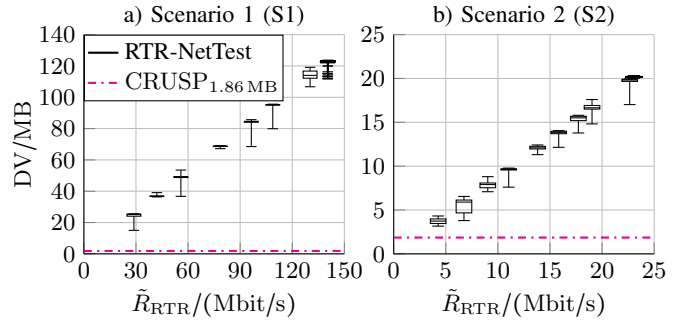 a) Scenario 1 (S1)
b) Scenario 2 (S2)
RTR-NetTest
CRUSP1.86 MB
DV/MB
140
120
100
80
60
40
20
0
0 30 60 90 120 150
R̃RTR/(Mbit/s)
25
20
15
10
5
0
0 5 10 15 20 25
R̃RTR/(Mbit/s)